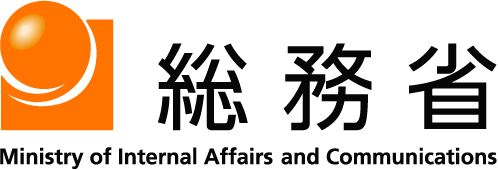 総務省
Ministry of Internal Affairs and Communications